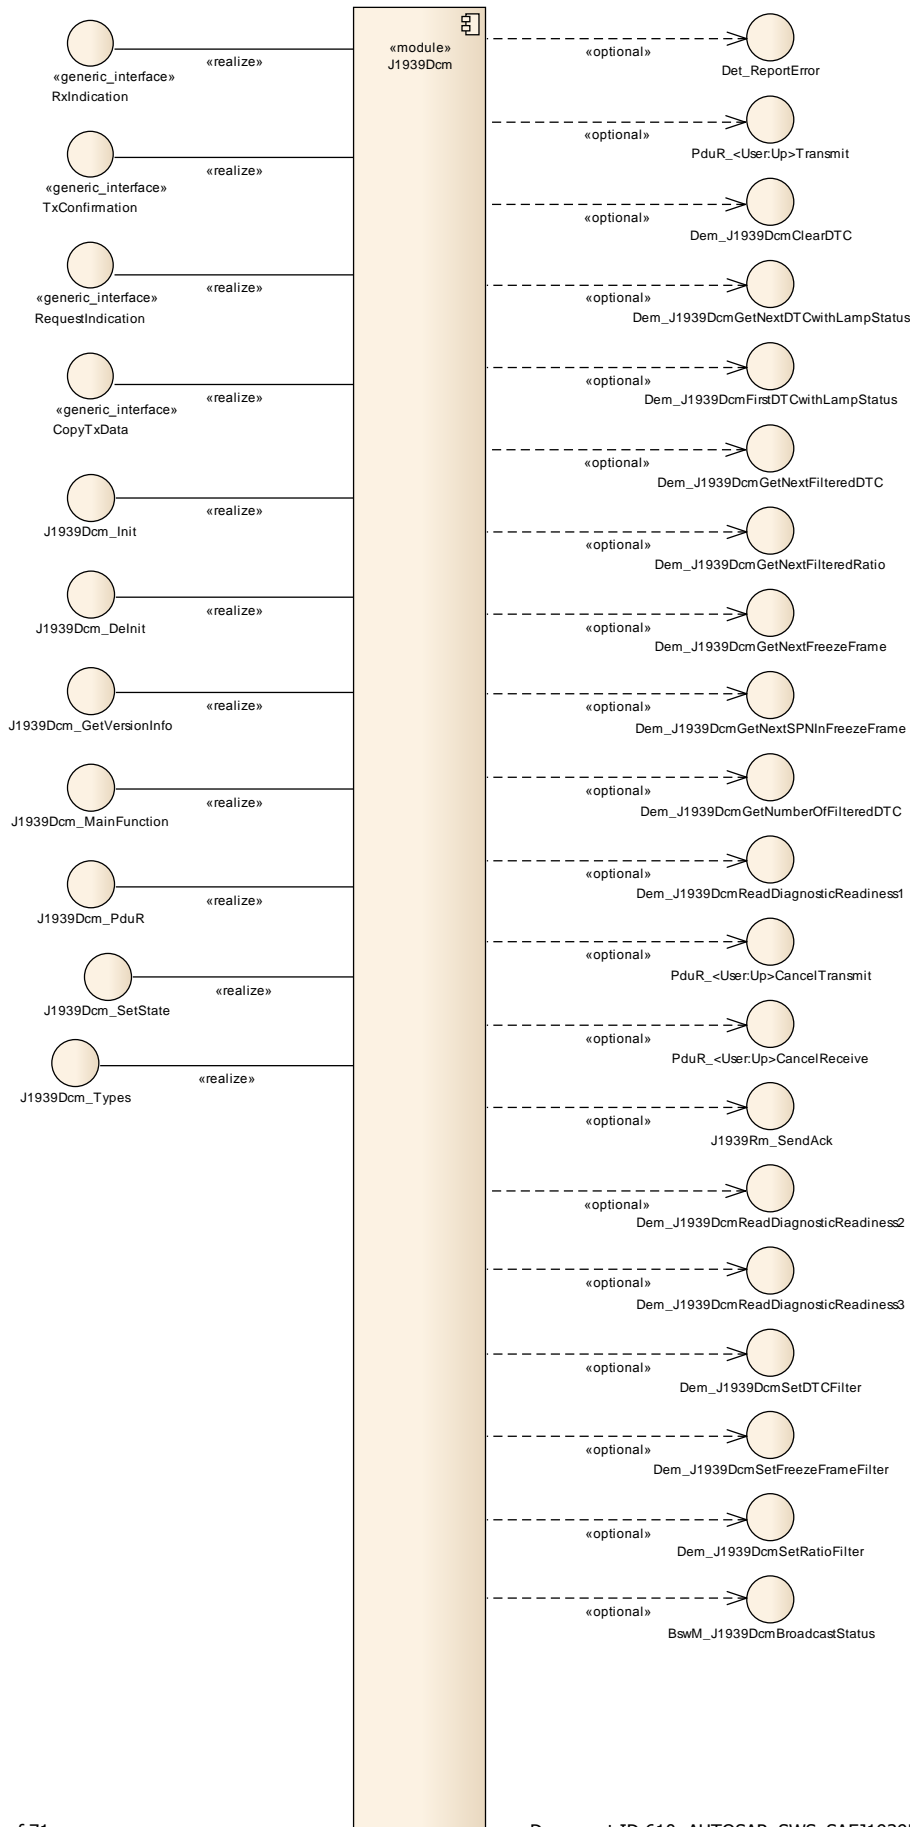 «module»
J1939Dcm
«realize»
«generic_interface»
RxIndication
«realize»
«generic_interface»
TxConfirmation
«realize»
«generic_interface»
RequestIndication
«realize»
«generic_interface»
CopyTxData
«realize»
J1939Dcm_Init
«realize»
J1939Dcm_DeInit
«realize»
J1939Dcm_GetVersionInfo
«realize»
J1939Dcm_MainFunction
«realize»
J1939Dcm_PduR
«realize»
J1939Dcm_SetState
«realize»
J1939Dcm_Types
«optional»
Det_ReportError
«optional»
PduR_<User:Up>Transmit
«optional»
Dem_J1939DcmClearDTC
«optional»
Dem_J1939DcmGetNextDTCwithLampStatus
«optional»
Dem_J1939DcmFirstDTCwithLampStatus
«optional»
Dem_J1939DcmGetNextFilteredDTC
«optional»
Dem_J1939DcmGetNextFilteredRatio
«optional»
Dem_J1939DcmGetNextFreezeFrame
«optional»
Dem_J1939DcmGetNextSPNInFreezeFrame
«optional»
Dem_J1939DcmGetNumberOfFilteredDTC
«optional»
Dem_J1939DcmReadDiagnosticReadiness1
«optional»
PduR_<User:Up>CancelTransmit
«optional»
PduR_<User:Up>CancelReceive
«optional»
J1939Rm_SendAck
«optional»
Dem_J1939DcmReadDiagnosticReadiness2
«optional»
Dem_J1939DcmReadDiagnosticReadiness3
«optional»
Dem_J1939DcmSetDTCFilter
«optional»
Dem_J1939DcmSetFreezeFrameFilter
«optional»
Dem_J1939DcmSetRatioFilter
«optional»
BswM_J1939DcmBroadcastStatus